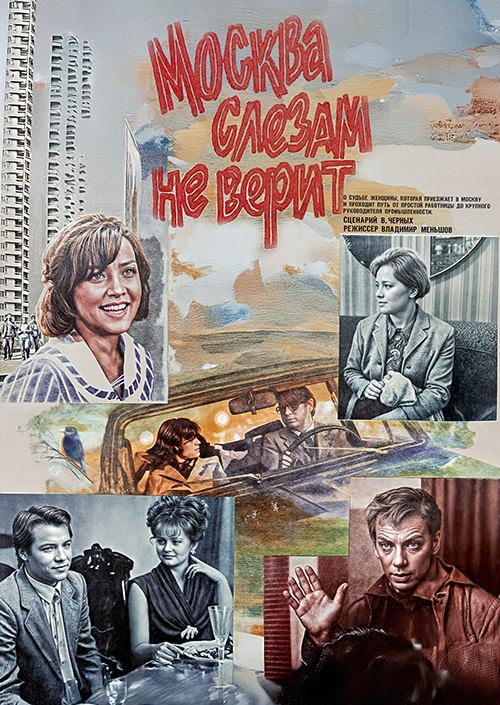 Москва
слезам
не верит
О СУДЬБЕ ЖЕНЩИНЫ, КОТОРАЯ ПРИЕЗЖАЕТ В МОСКВУ
И ПРОХОДИТ ПУТЬ ОТ ПРОСТОЙ РАБОТНИЦЫ ДО КРУПНОГО
РУКОВОДИТЕЛЯ ПРОМЫШЛЕННОСТИ.
СЦЕНАРИЙ В. ЧЕРНЫХ
РЕЖИССЕР ВЛАДИМИР МЕНЬШОВ